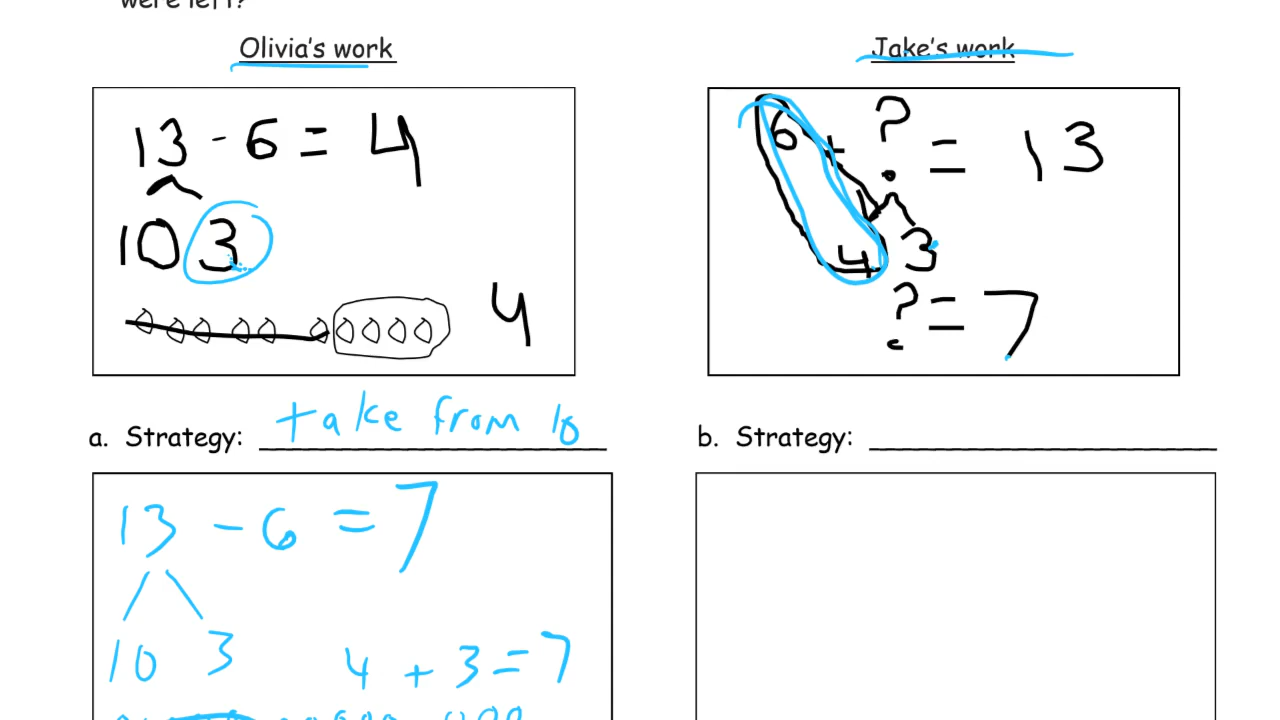 were left?
Olivia's work
13 - 6 = 4
10 3
4
a. Strategy: take from 10
13 - 6 = 7
10 3
4 + 3 = 7
Jake's work
6 + ? = 13
4 3
? = 7
b. Strategy: